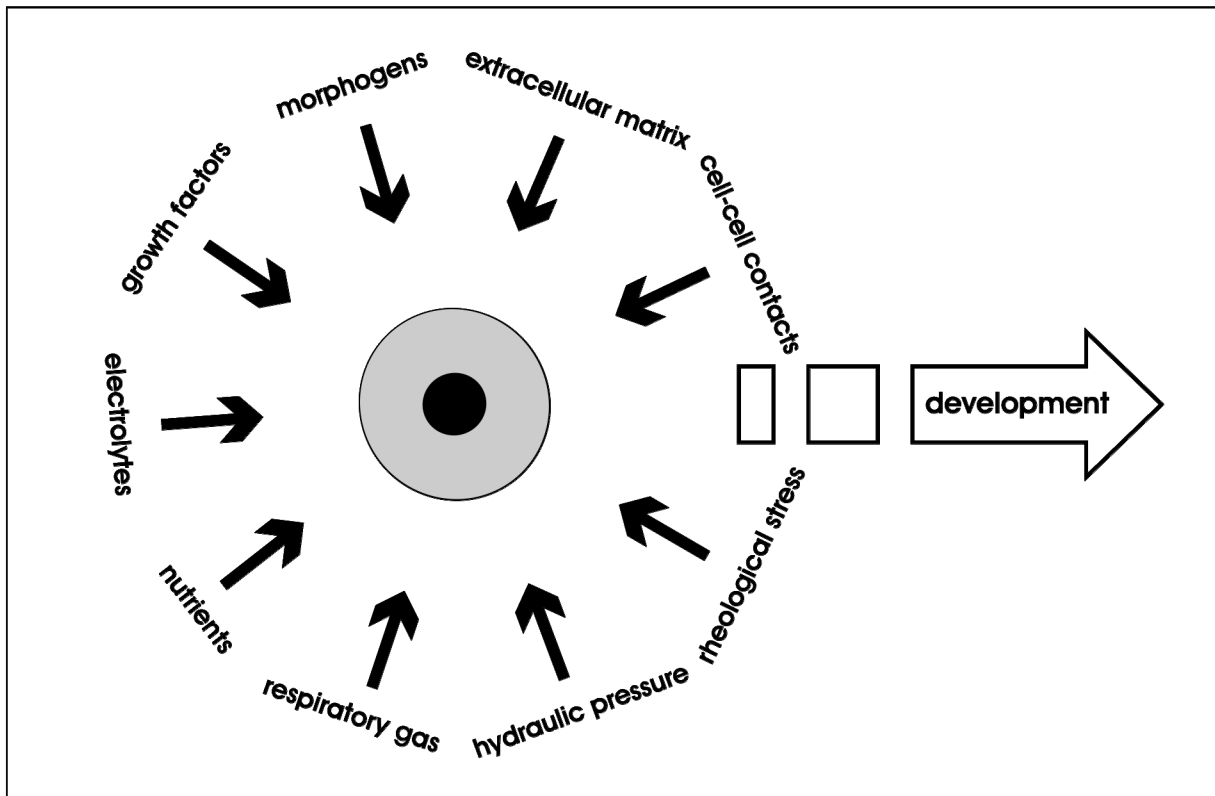 morphogens
extracellular matrix
growth factors
cell-cell contacts
electrolytes
development
nutrients
rheological stress
respiratory gas
hydraulic pressure